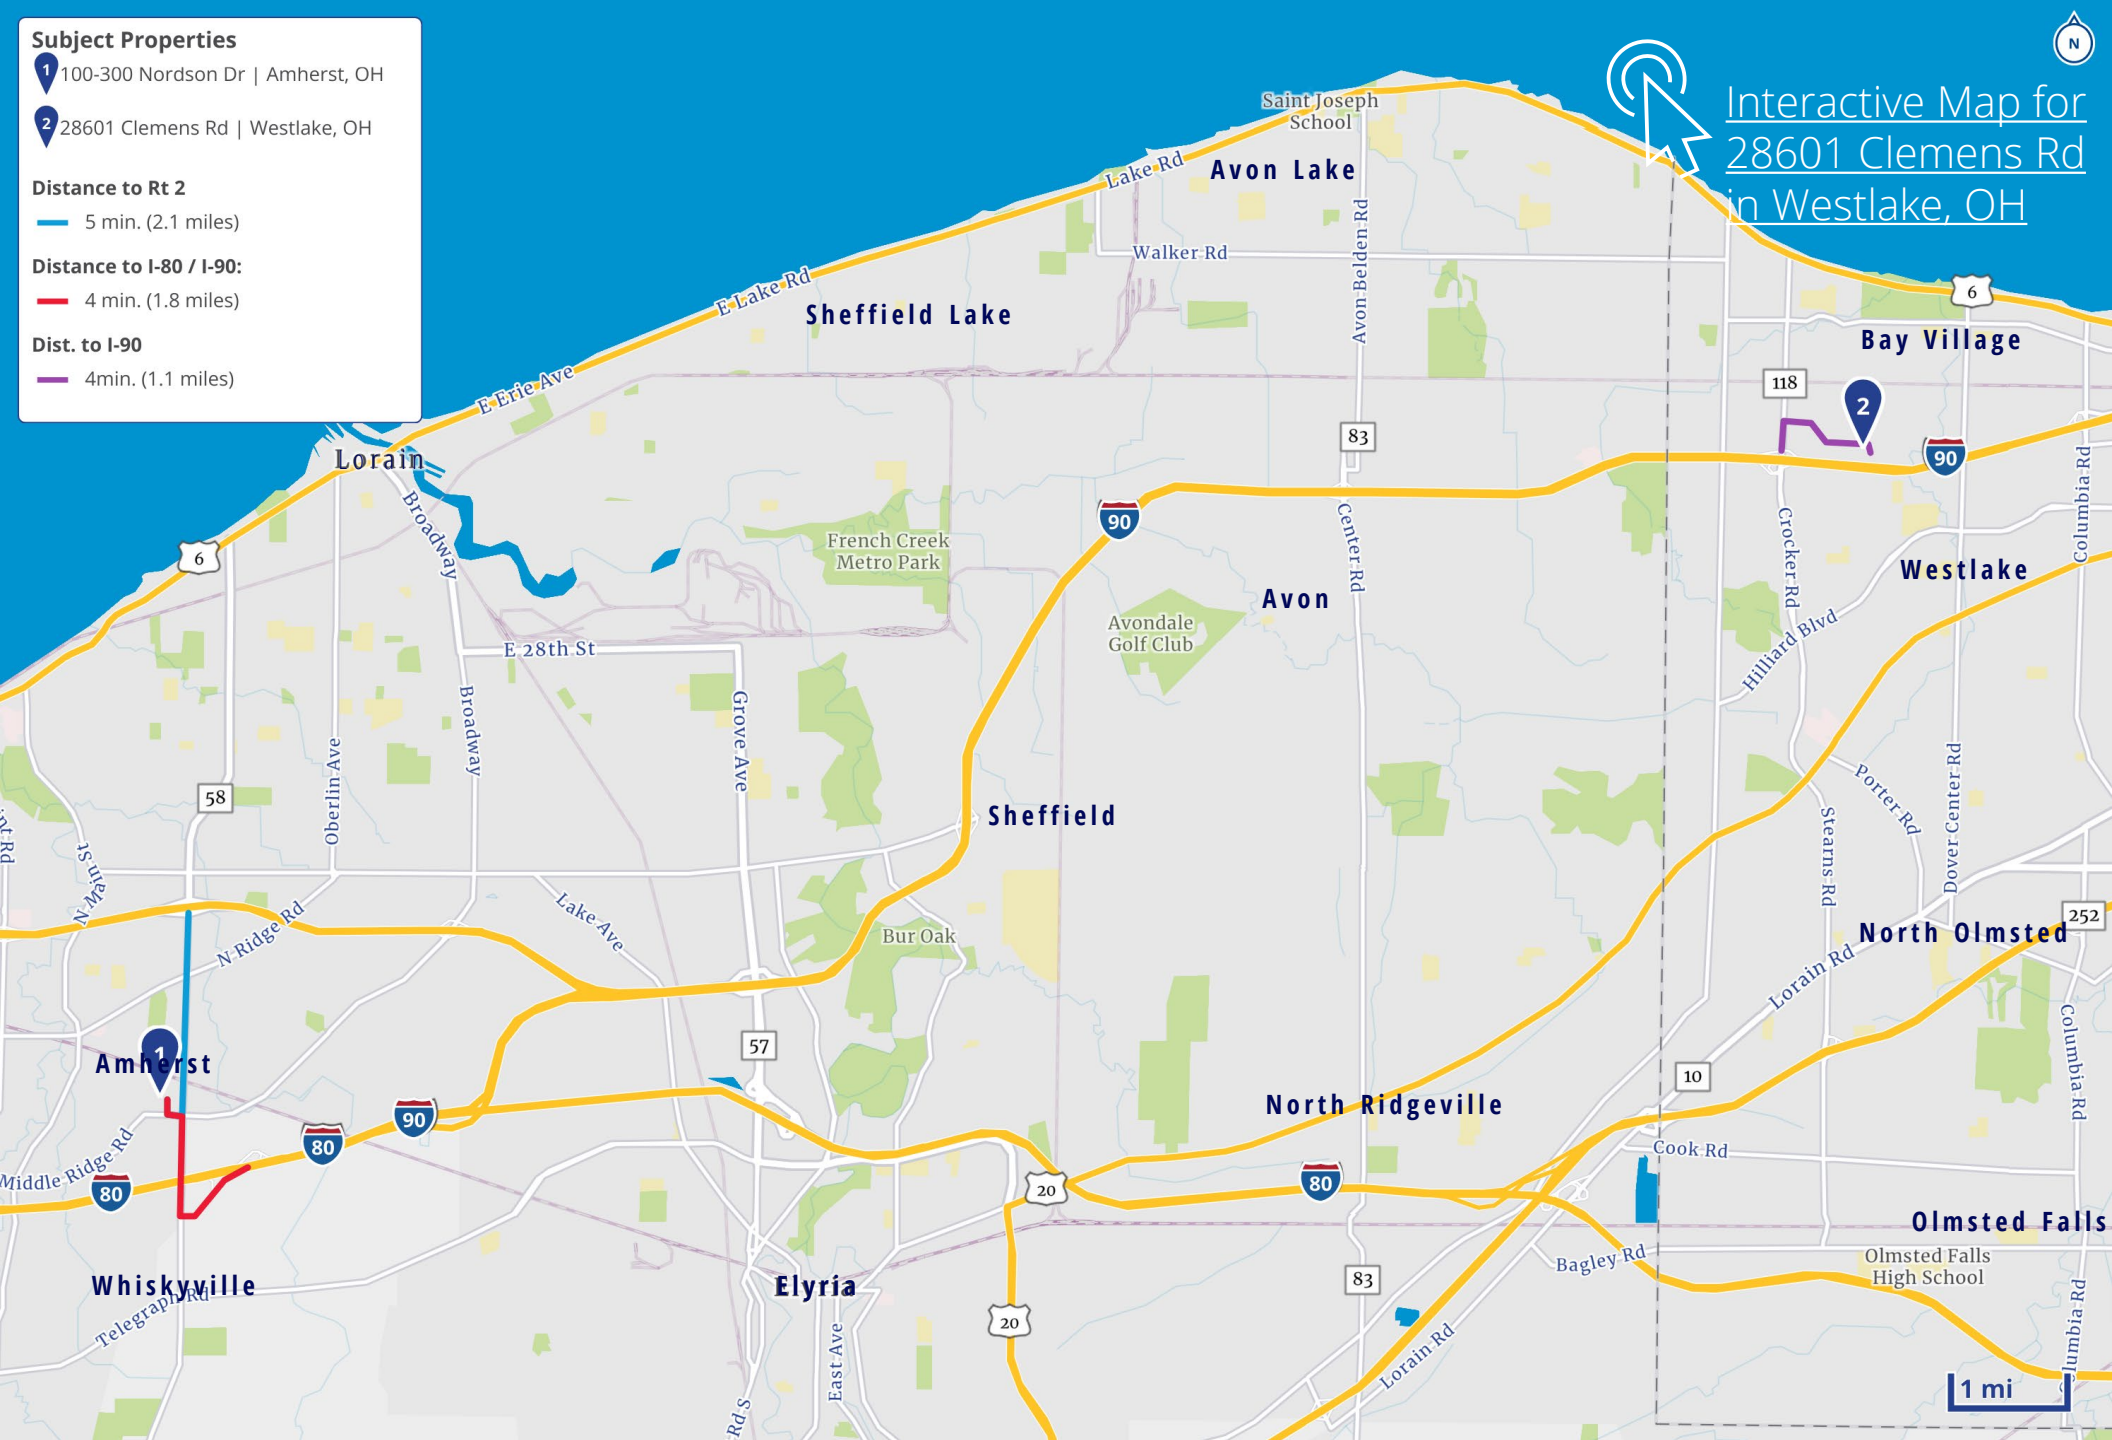 Subject Properties
1 100-300 Nordson Dr | Amherst, OH
2 28601 Clemens Rd | Westlake, OH
Distance to Rt 2
5 min. (2.1 miles)
Distance to I-80 / I-90:
4 min. (1.8 miles)
Dist. to I-90
4min. (1.1 miles)
N
Interactive Map for
28601 Clemens Rd
in Westlake, OH
Saint Joseph
School
Avon Lake
Lake Rd
Walker Rd
Avon Belden Rd
E Lake Rd
Sheffield Lake
6
Bay Village
118
2
E Erie Ave
83
90
Lorain
Broadway
Columbia Rd
90
Center Rd
Crocker Rd
6
French Creek
Metro Park
Westlake
Avon
Avondale
Golf Club
Hilliard Blvd
E 28th St
Broadway
Grove Ave
Oberlin Ave
58
Porter Rd
Dover Center Rd
Stearns Rd
Sheffield
N Main St
Lake Ave
N Ridge Rd
Bur Oak
252
North Olmsted
Lorain Rd
Columbia Rd
1
Amherst
57
10
North Ridgeville
90
80
Middle Ridge Rd
80
Cook Rd
20
80
Olmsted Falls
Bagley Rd
Olmsted Falls
High School
Whiskyville
Telegraph Rd
Elyria
83
20
East Ave
Lorain Rd
1 mi
Rd S